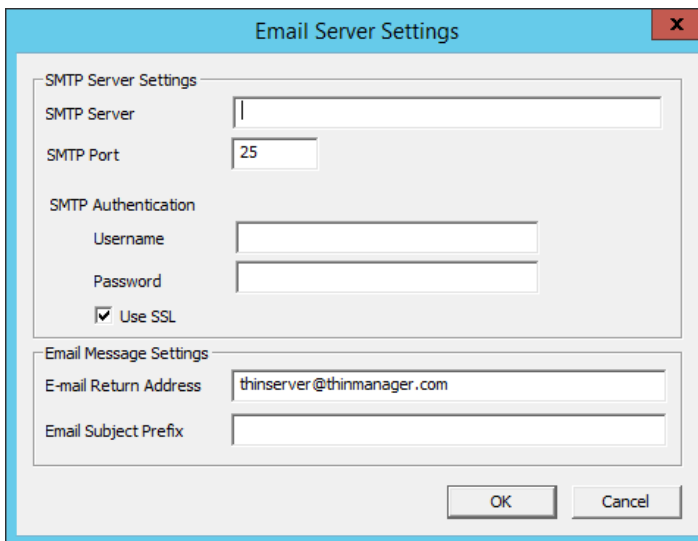 Email Server Settings
x
SMTP Server Settings
SMTP Server
SMTP Port 25
SMTP Authentication
Username
Password
Use SSL
Email Message Settings
E-mail Return Address thinserver@thinmanager.com
Email Subject Prefix
OK Cancel